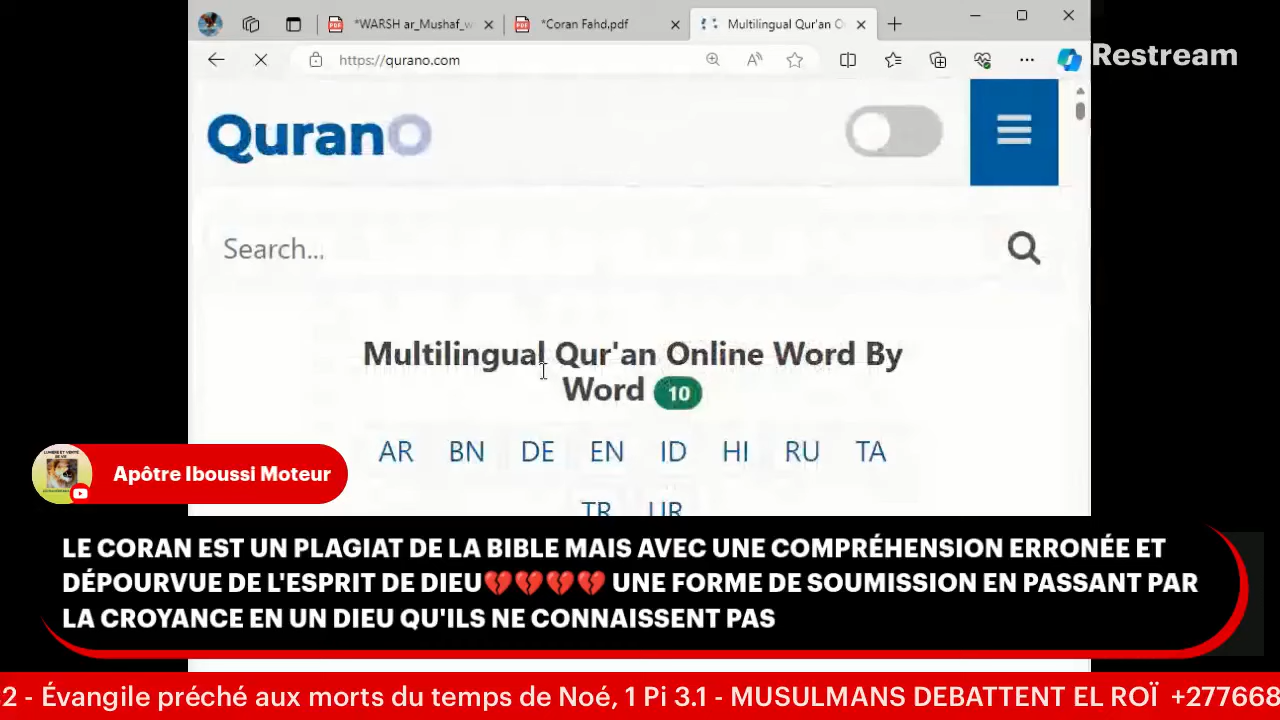 *WARSH ar_Mushaf_w
*Coran Fahd.pdf
Multilingual Qur'an O
https://qurano.com
Restream
QuranO
Search...
Multilingual Qur'an Online Word By
Word 10
AR BN DE EN ID HI RU TA
TR UR
Apôtre Iboussi Moteur
LE CORAN EST UN PLAGIAT DE LA BIBLE MAIS AVEC UNE COMPRÉHENSION ERRONÉE ET
DÉPOURVUE DE L'ESPRIT DE DIEU💔💔💔💔 UNE FORME DE SOUMISSION EN PASSANT PAR
LA CROYANCE EN UN DIEU QU'ILS NE CONNAISSENT PAS
2 - Évangile préché aux morts du temps de Noé, 1 Pi 3.1 - MUSULMANS DEBATTENT EL ROÏ +277668